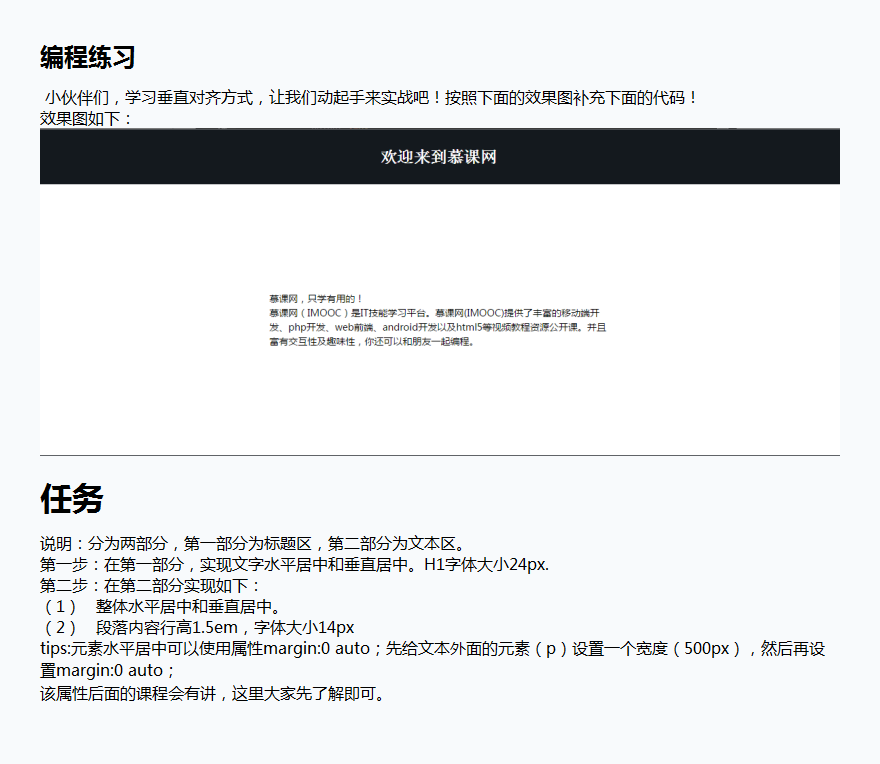 编程练习
小伙伴们，学习垂直对齐方式，让我们动起手来实战吧！按照下面的效果图补充下面的代码！
效果图如下：
欢迎来到慕课网
慕课网，只学有用的！
慕课网（IMOOC）是IT技能学习平台。慕课网(IMOOC)提供了丰富的移动端开
发、php开发、web前端、android开发以及html5等视频教程资源公开课。并且
富有交互性及趣味性，你还可以和朋友一起编程。
任务
说明：分为两部分，第一部分为标题区，第二部分为文本区。
第一步：在第一部分，实现文字水平居中和垂直居中。H1字体大小24px.
第二步：在第二部分实现如下：
（1） 整体水平居中和垂直居中。
（2） 段落内容行高1.5em，字体大小14px
tips:元素水平居中可以使用属性margin:0 auto；先给文本外面的元素（p）设置一个宽度（500px），然后再设
置margin:0 auto；
该属性后面的课程会有讲，这里大家先了解即可。